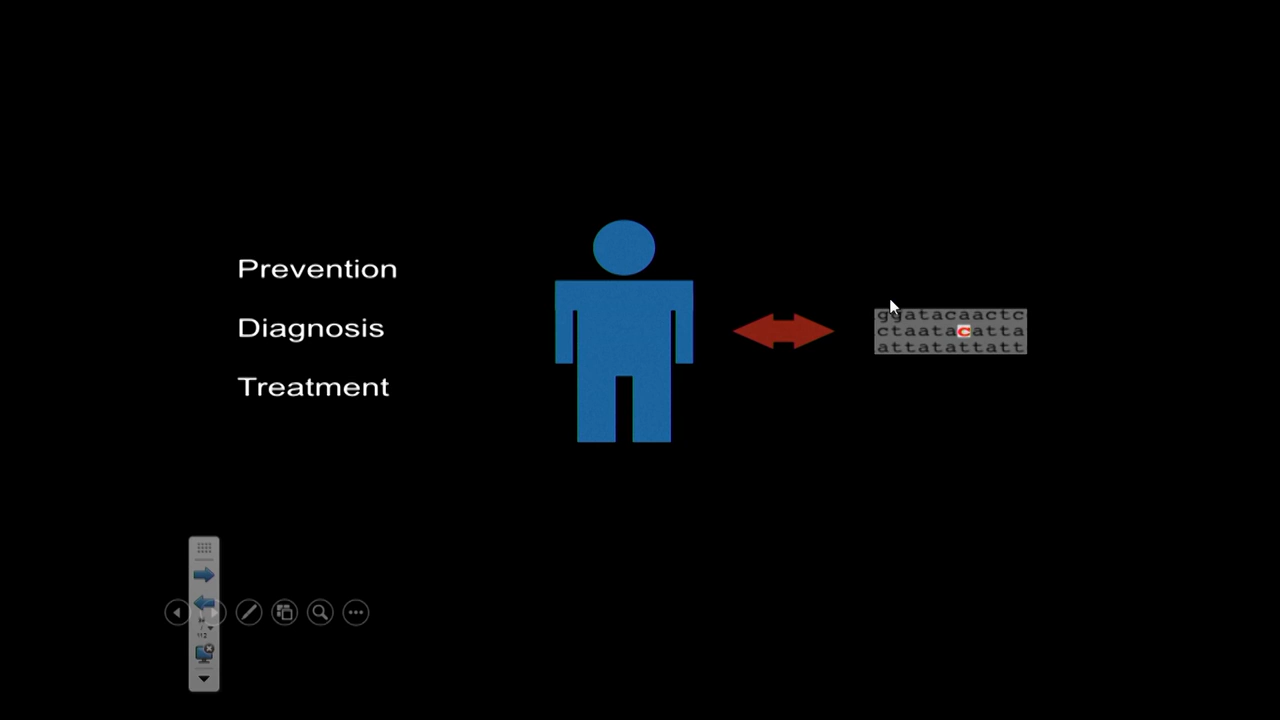 Prevention
Diagnosis
Treatment
ggatacaactc
ctaatacatta
attatattatt